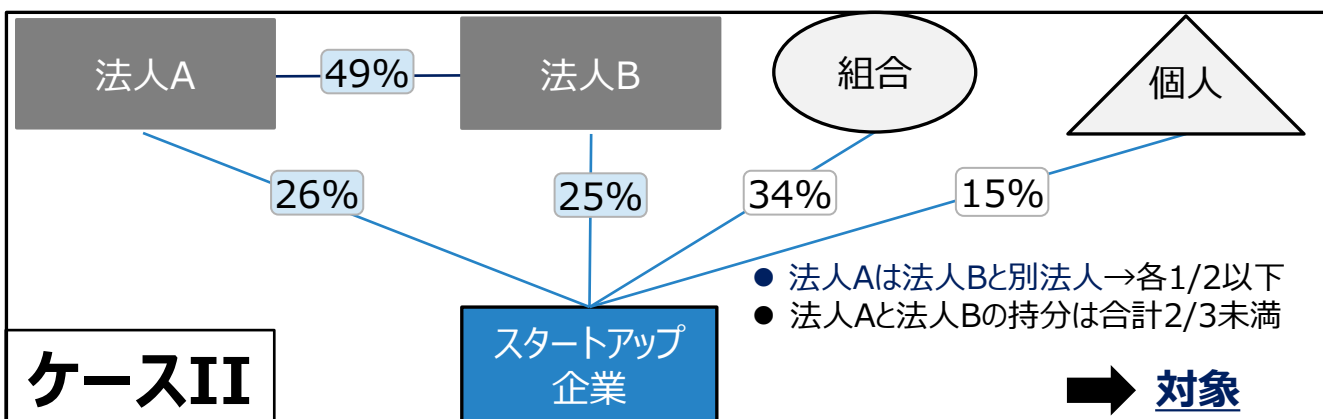 法人A
49%
法人B
組合
個人
26%
25%
34%
15%
● 法人Aは法人Bと別法人→各1/2以下
● 法人Aと法人Bの持分は合計2/3未満
スタートアップ
企業
ケースII
対象